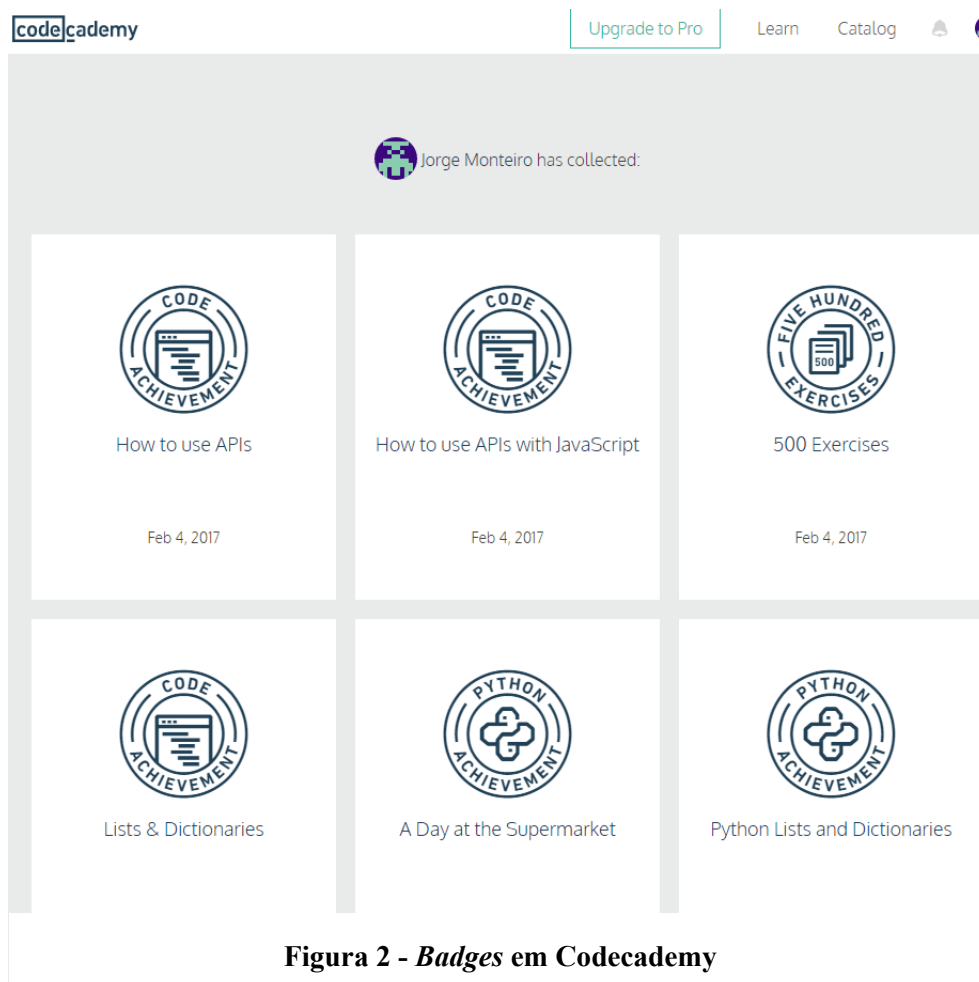 codecademy
Upgrade to Pro Learn Catalog
Jorge Monteiro has collected:
CODE ACHIEVEMENT
CODE ACHIEVEMENT
FIVE HUNDRED EXERCISES
500
How to use APIs
How to use APIs with JavaScript
500 Exercises
Feb 4, 2017
Feb 4, 2017
Feb 4, 2017
CODE ACHIEVEMENT
PYTHON ACHIEVEMENT
PYTHON ACHIEVEMENT
Lists & Dictionaries
A Day at the Supermarket
Python Lists and Dictionaries
Figura 2 - Badges em Codecademy